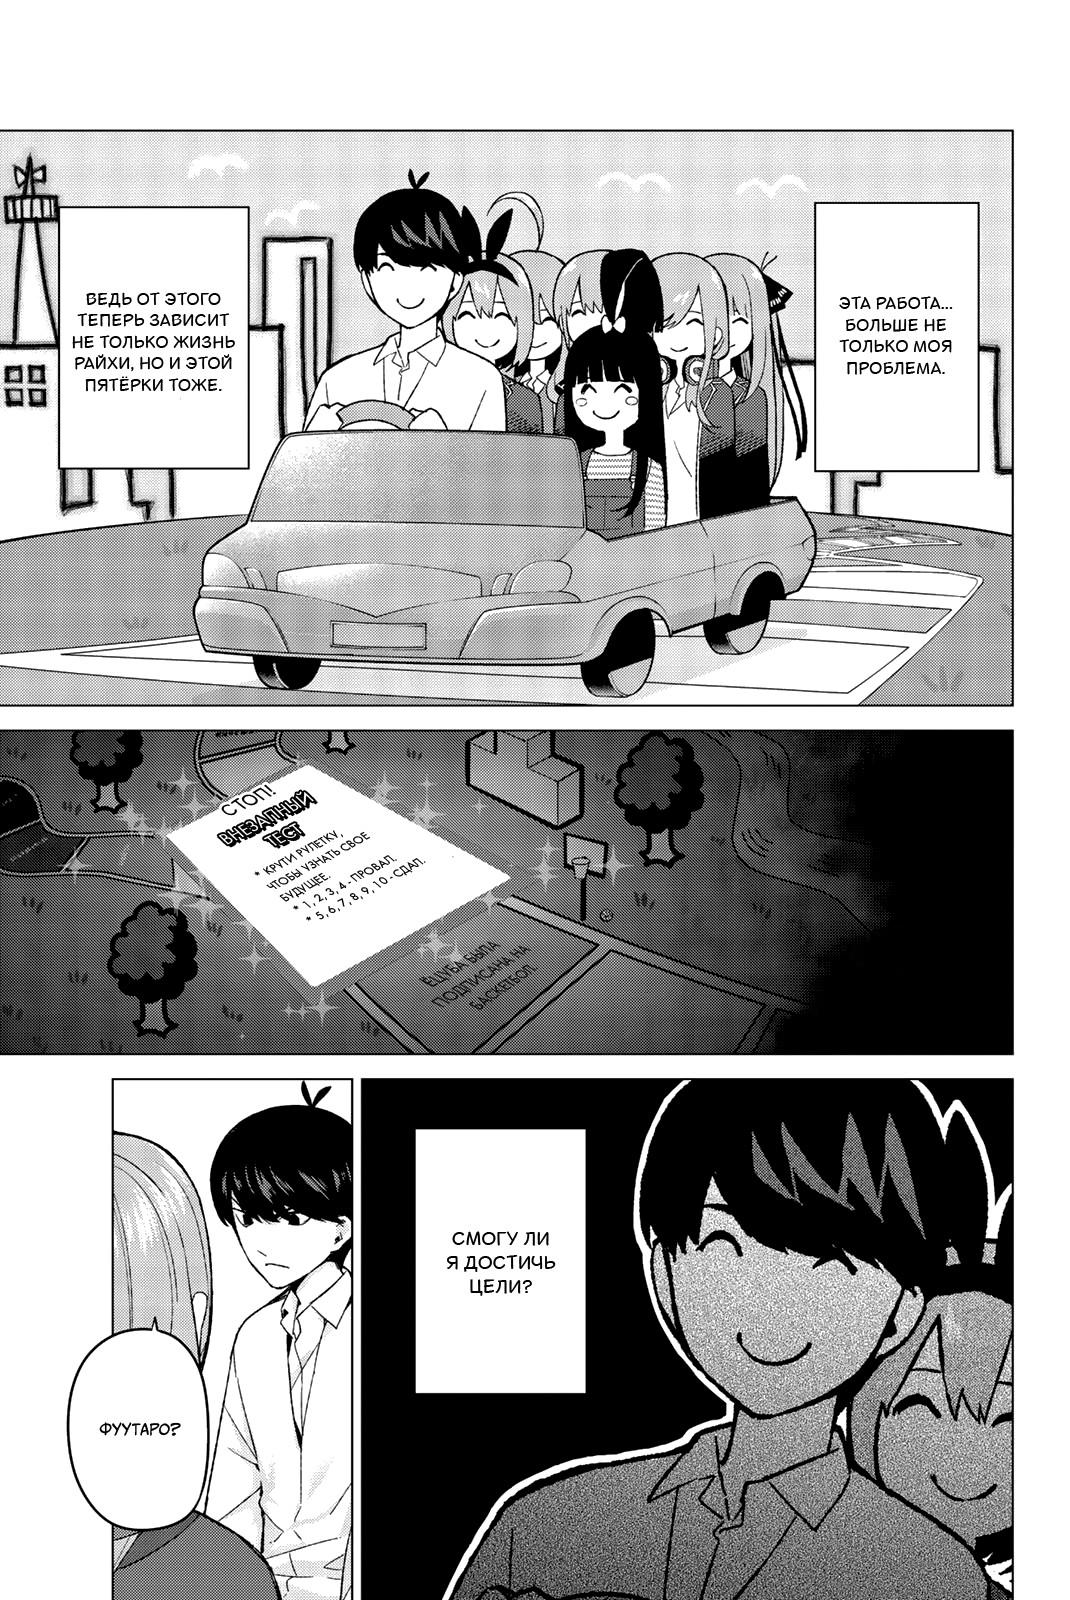 ЭТА РАБОТА...
БОЛЬШЕ НЕ
ТОЛЬКО МОЯ
ПРОБЛЕМА.
ВЕДЬ ОТ ЭТОГО
ТЕПЕРЬ ЗАВИСИТ
НЕ ТОЛЬКО ЖИЗНЬ
РАЙХИ, НО И ЭТОЙ
ПЯТЁРКИ ТОЖЕ.
СТОП!
ВНЕЗАПНЫЙ
ТЕСТ
* КРУТИ РУЛЕТКУ,
ЧТОБЫ УЗНАТЬ СВОЕ
БУДУЩЕЕ.
* 1, 2, 3, 4 - ПРОВАЛ.
* 5, 6, 7, 8, 9, 10 - СДАЛ.
ЁЦУБА БЫЛА
ПОДПИСАНА НА
БАСКЕТБОЛ.
СМОГУ ЛИ
Я ДОСТИЧЬ
ЦЕЛИ?
ФУУТАРО?